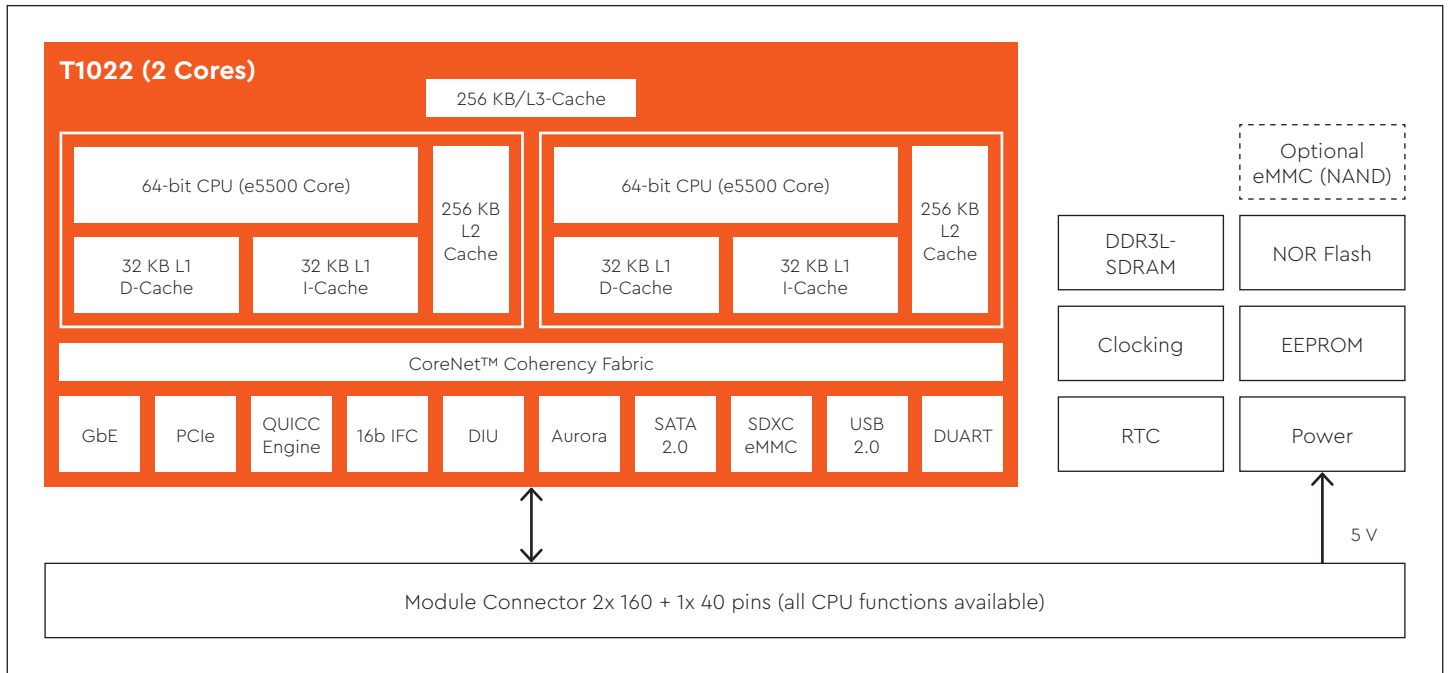 T1022 (2 Cores)
256 KB/L3-Cache
64-bit CPU (e5500 Core)
256 KB
L2
Cache
32 KB L1
D-Cache
32 KB L1
I-Cache
64-bit CPU (e5500 Core)
256 KB
L2
Cache
32 KB L1
D-Cache
32 KB L1
I-Cache
CoreNet™ Coherency Fabric
GbE
PCIe
QUICC
Engine
16b IFC
DIU
Aurora
SATA
2.0
SDXC
eMMC
USB
2.0
DUART
Optional
eMMC (NAND)
DDR3L-
SDRAM
NOR Flash
Clocking
EEPROM
RTC
Power
5 V
Module Connector 2x 160 + 1x 40 pins (all CPU functions available)